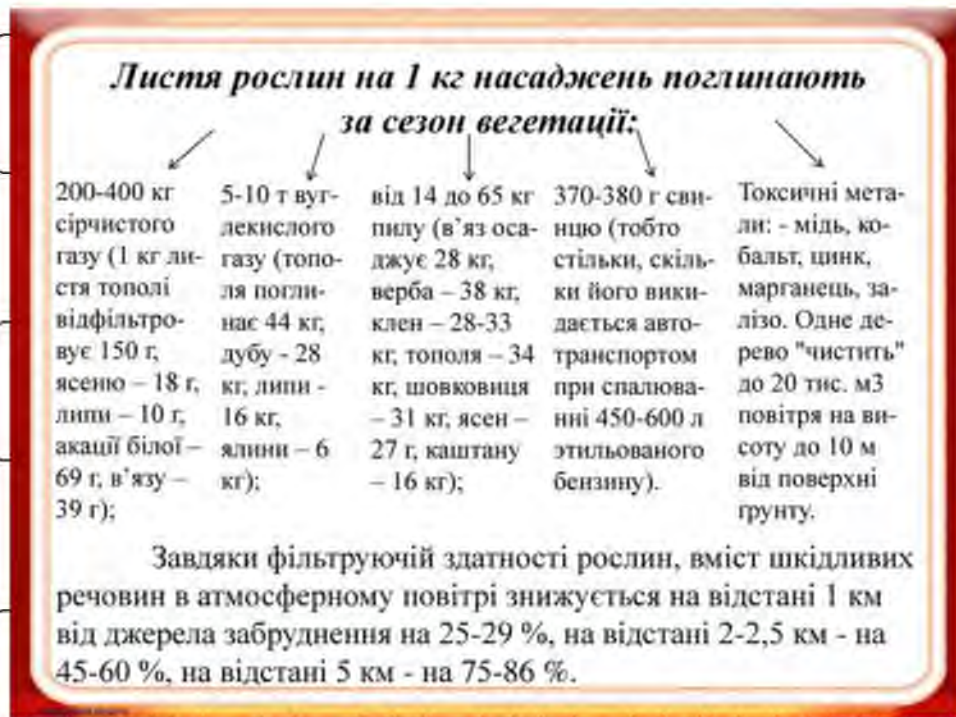 Листя рослин на 1 кг насаджень поглинають
за сезон вегетації:
200-400 кг
сірчистого
газу (1 кг ли-
стя тополі
відфільтро-
вує 150 г,
ясеню – 18 г,
липи – 10 г,
акації білої –
69 г, в’язу –
39 г);
5-10 т вуг-
лекислого
газу (топо-
ля погли-
нає 44 кг,
дубу - 28
кг, липи -
16 кг,
ялини – 6
кг);
від 14 до 65 кг
пилу (в’яз оса-
джує 28 кг,
верба – 38 кг,
клен – 28-33
кг, тополя – 34
кг, шовковиця
– 31 кг, ясен –
27 г, каштану
– 16 кг);
370-380 г сви-
нцю (тобто
стільки, скіль-
ки його вики-
дається авто-
транспортом
при спалюва-
нні 450-600 л
этильованого
бензину).
Токсичні мета-
ли: - мідь, ко-
бальт, цинк,
марганець, за-
лізо. Одне де-
рево "чистить"
до 20 тис. м3
повітря на ви-
соту до 10 м
від поверхні
ґрунту.
Завдяки фільтруючій здатності рослин, вміст шкідливих
речовин в атмосферному повітрі знижується на відстані 1 км
від джерела забруднення на 25-29 %, на відстані 2-2,5 км - на
45-60 %, на відстані 5 км - на 75-86 %.